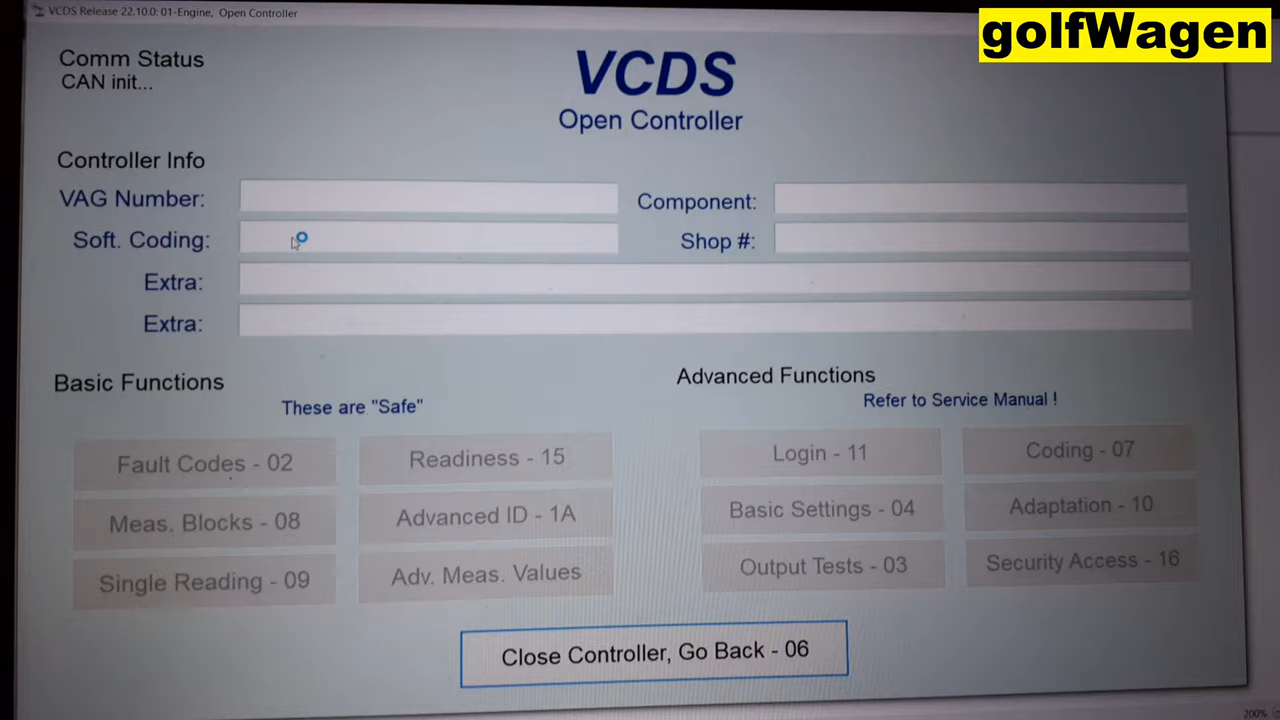 VCDS Release 22.10.0: 01-Engine, Open Controller
golfWagen
Comm Status
CAN init...
VCDS
Open Controller
Controller Info
VAG Number:
Component:
Soft. Coding:
Shop #:
Extra:
Extra:
Basic Functions
These are "Safe"
Advanced Functions
Refer to Service Manual !
Fault Codes - 02
Readiness - 15
Login - 11
Coding - 07
Meas. Blocks - 08
Advanced ID - 1A
Basic Settings - 04
Adaptation - 10
Single Reading - 09
Adv. Meas. Values
Output Tests - 03
Security Access - 16
Close Controller, Go Back - 06
200%